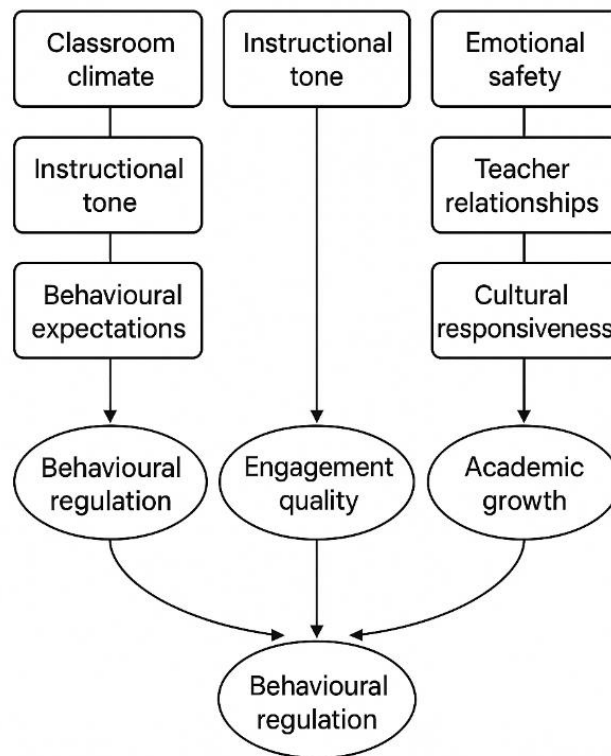 Classroom
climate
Instructional
tone
Emotional
safety
Instructional
tone
Teacher
relationships
Behavioural
expectations
Cultural
responsiveness
Behavioural
regulation
Engagement
quality
Academic
growth
Behavioural
regulation